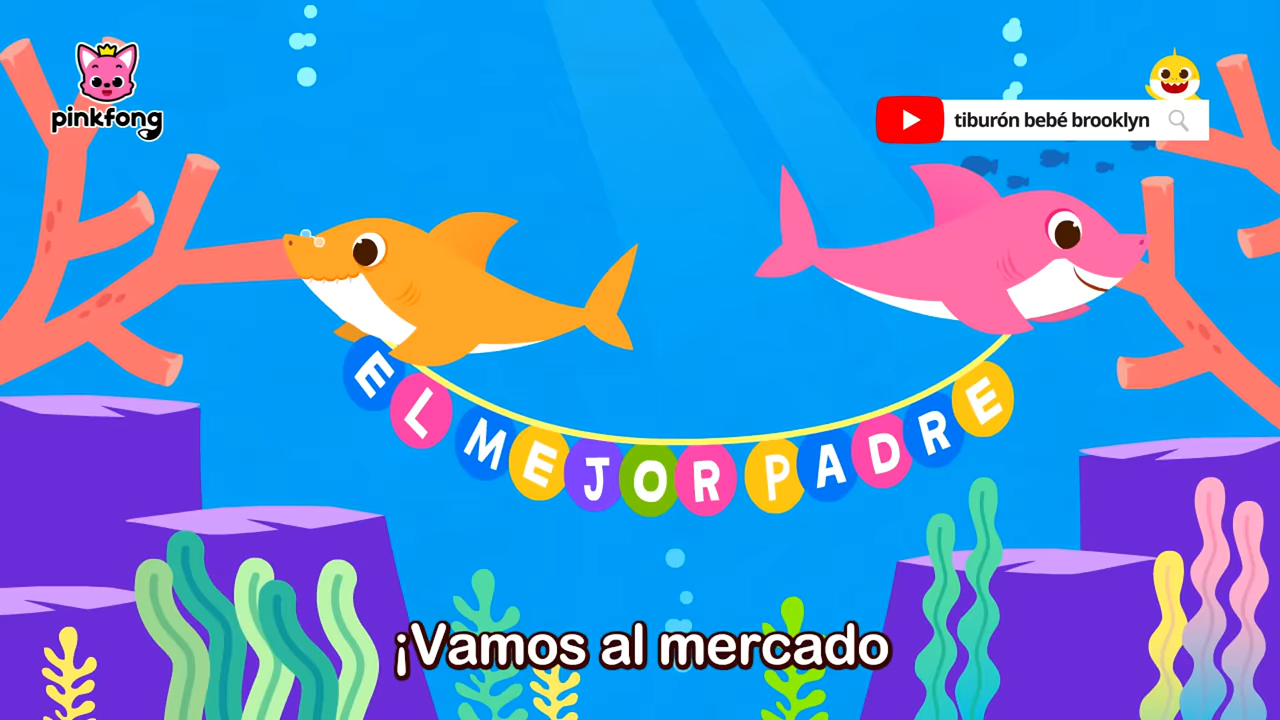 pinkfong
tiburón bebé brooklyn
EL MEJOR PADRE
¡Vamos al mercado